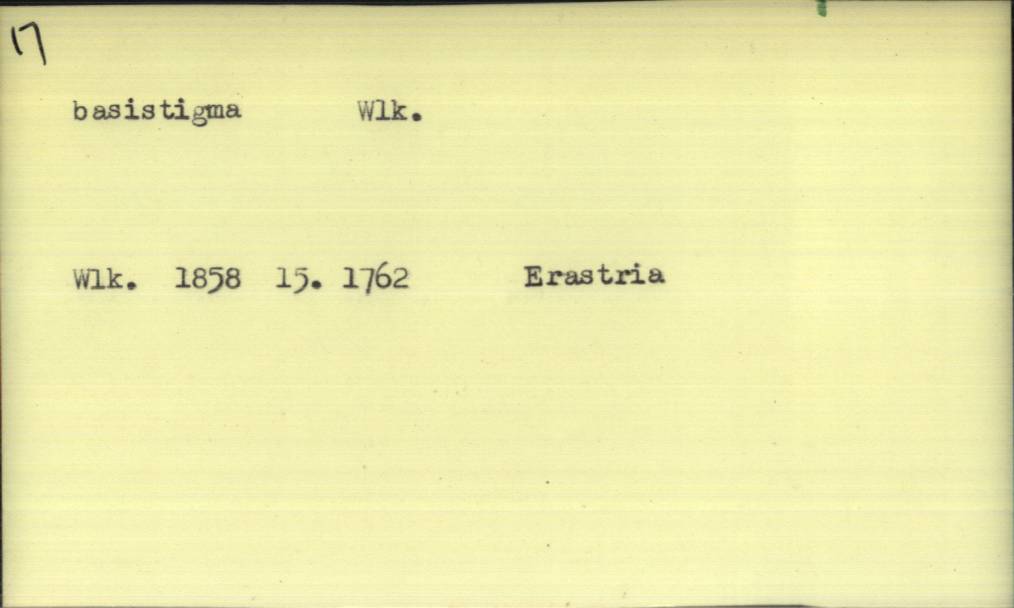 17
basistigma Wlk.
Wlk. 1858 15. 1762 Erastria